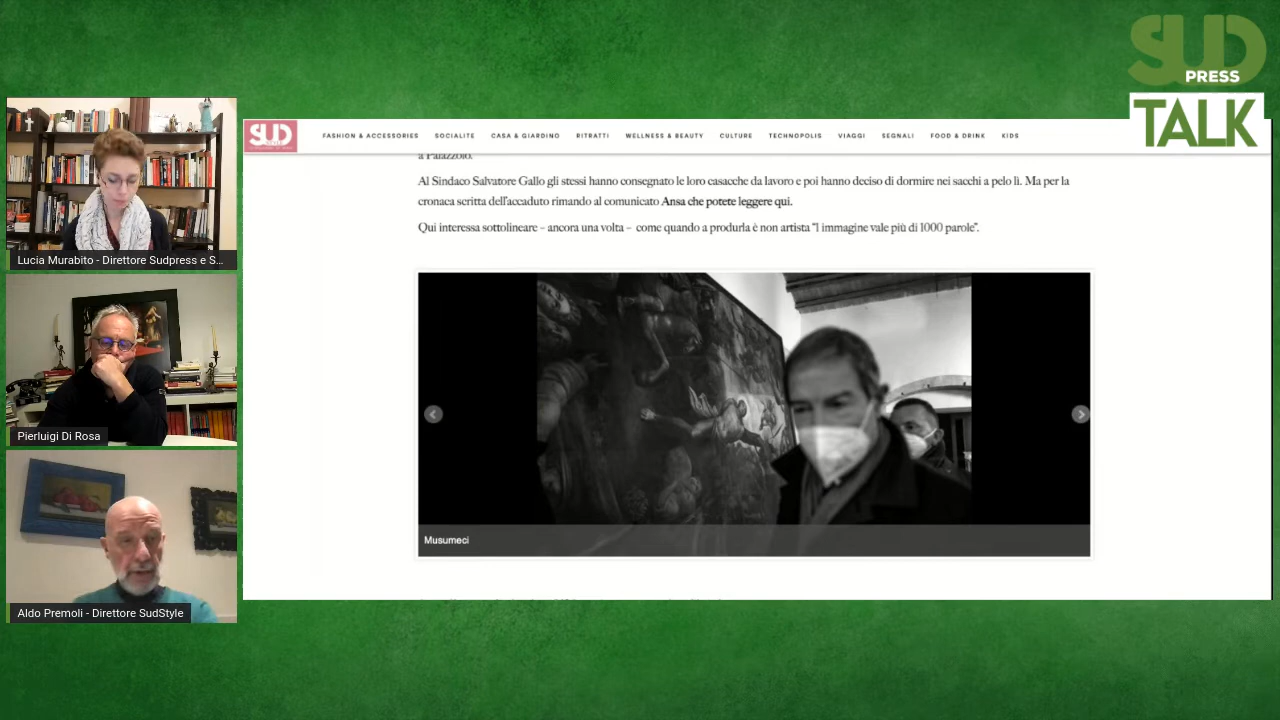 SUD
PRESS
TALK
SUD
FASHION & ACCESSORIES SOCIALITE CASA & GIARDINO RITRATTI WELLNESS & BEAUTY CULTURE TECHNOPOLIS VIAGGI SEGNALI FOOD & DRINK KIDS
a Palazzolo.
Al Sindaco Salvatore Gallo gli stessi hanno consegnato le loro casacche da lavoro e poi hanno deciso di dormire nei sacchi a pelo lì. Ma per la
cronaca scritta dell'accaduto rimando al comunicato Ansa che potete leggere qui.
Qui interessa sottolineare – ancora una volta – come quando a produrla è non artista “l immagine vale più di 1000 parole”.
Musumeci
Lucia Murabito - Direttore Sudpress e S...
Pierluigi Di Rosa
Aldo Premoli - Direttore SudStyle